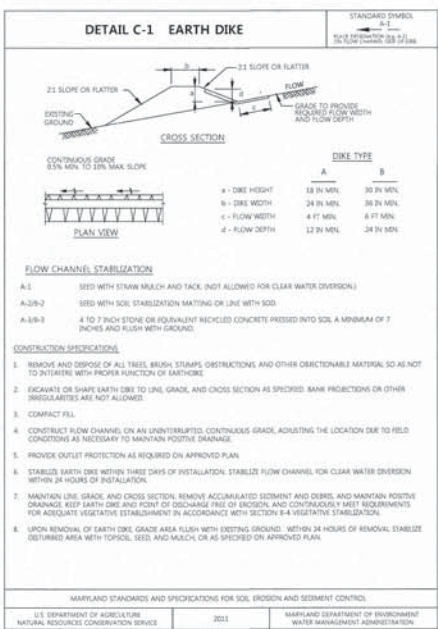 DETAIL C-1 EARTH DIKE
STANDARD SYMBOL
A-1
PLACE DESIGNATION (e.g. A-1)
ON FLOW CHANNEL SIDE OF DIKE
b
2:1 SLOPE OR FLATTER
2:1 SLOPE OR FLATTER
a
d
c
FLOW
EXISTING
GROUND
GRADE TO PROVIDE
REQUIRED FLOW WIDTH
AND FLOW DEPTH
CROSS SECTION
CONTINUOUS GRADE
0.5% MIN. TO 10% MAX. SLOPE
PLAN VIEW
DIKE TYPE
A B
a - DIKE HEIGHT 18 IN MIN. 30 IN MIN.
b - DIKE WIDTH 24 IN MIN. 36 IN MIN.
c - FLOW WIDTH 4 FT MIN. 6 FT MIN.
d - FLOW DEPTH 12 IN MIN. 24 IN MIN.
FLOW CHANNEL STABILIZATION
A-1 SEED WITH STRAW MULCH AND TACK. (NOT ALLOWED FOR CLEAR WATER DIVERSION.)
A-2/B-2 SEED WITH SOIL STABILIZATION MATTING OR LINE WITH SOD.
A-3/B-3 4 TO 7 INCH STONE OR EQUIVALENT RECYCLED CONCRETE PRESSED INTO SOIL A MINIMUM OF 7
INCHES AND FLUSH WITH GROUND.
CONSTRUCTION SPECIFICATIONS
1. REMOVE AND DISPOSE OF ALL TREES, BRUSH, STUMPS, OBSTRUCTIONS, AND OTHER OBJECTIONABLE MATERIAL SO AS NOT
TO INTERFERE WITH PROPER FUNCTION OF EARTH DIKE.
2. EXCAVATE OR SHAPE EARTH DIKE TO LINE, GRADE, AND CROSS SECTION AS SPECIFIED. BANK PROJECTIONS OR OTHER
IRREGULARITIES ARE NOT ALLOWED.
3. COMPACT FILL.
4. CONSTRUCT FLOW CHANNEL ON AN UNINTERRUPTED, CONTINUOUS GRADE, ADJUSTING THE LOCATION DUE TO FIELD
CONDITIONS AS NECESSARY TO MAINTAIN POSITIVE DRAINAGE.
5. PROVIDE OUTLET PROTECTION AS REQUIRED ON APPROVED PLAN.
6. STABILIZE EARTH DIKE WITHIN THREE DAYS OF INSTALLATION. STABILIZE FLOW CHANNEL FOR CLEAR WATER DIVERSION
WITHIN 24 HOURS OF INSTALLATION.
7. MAINTAIN LINE, GRADE, AND CROSS SECTION. REMOVE ACCUMULATED SEDIMENT AND DEBRIS, AND MAINTAIN POSITIVE
DRAINAGE. KEEP EARTH DIKE AND POINT OF DISCHARGE FREE OF EROSION, AND CONTINUOUSLY MEET REQUIREMENTS
FOR ADEQUATE VEGETATIVE ESTABLISHMENT IN ACCORDANCE WITH SECTION B-4 VEGETATIVE STABILIZATION.
8. UPON REMOVAL OF EARTH DIKE, GRADE AREA FLUSH WITH EXISTING GROUND. WITHIN 24 HOURS OF REMOVAL STABILIZE
DISTURBED AREA WITH TOPSOIL, SEED, AND MULCH, OR AS SPECIFIED ON APPROVED PLAN.
MARYLAND STANDARDS AND SPECIFICATIONS FOR SOIL EROSION AND SEDIMENT CONTROL
U.S. DEPARTMENT OF AGRICULTURE
NATURAL RESOURCES CONSERVATION SERVICE
2011
MARYLAND DEPARTMENT OF ENVIRONMENT
WATER MANAGEMENT ADMINISTRATION